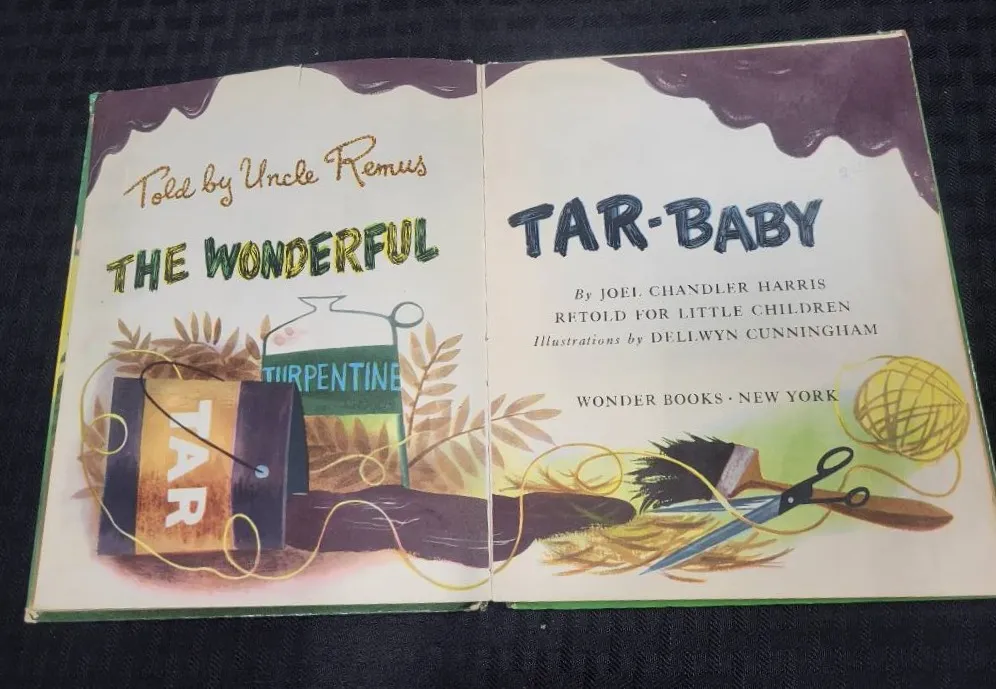 Told by Uncle Remus
THE WONDERFUL
TAR-BABY
By JOEL CHANDLER HARRIS
RETOLD FOR LITTLE CHILDREN
Illustrations by DELLWYN CUNNINGHAM
WONDER BOOKS · NEW YORK
TURPENTINE
TAR